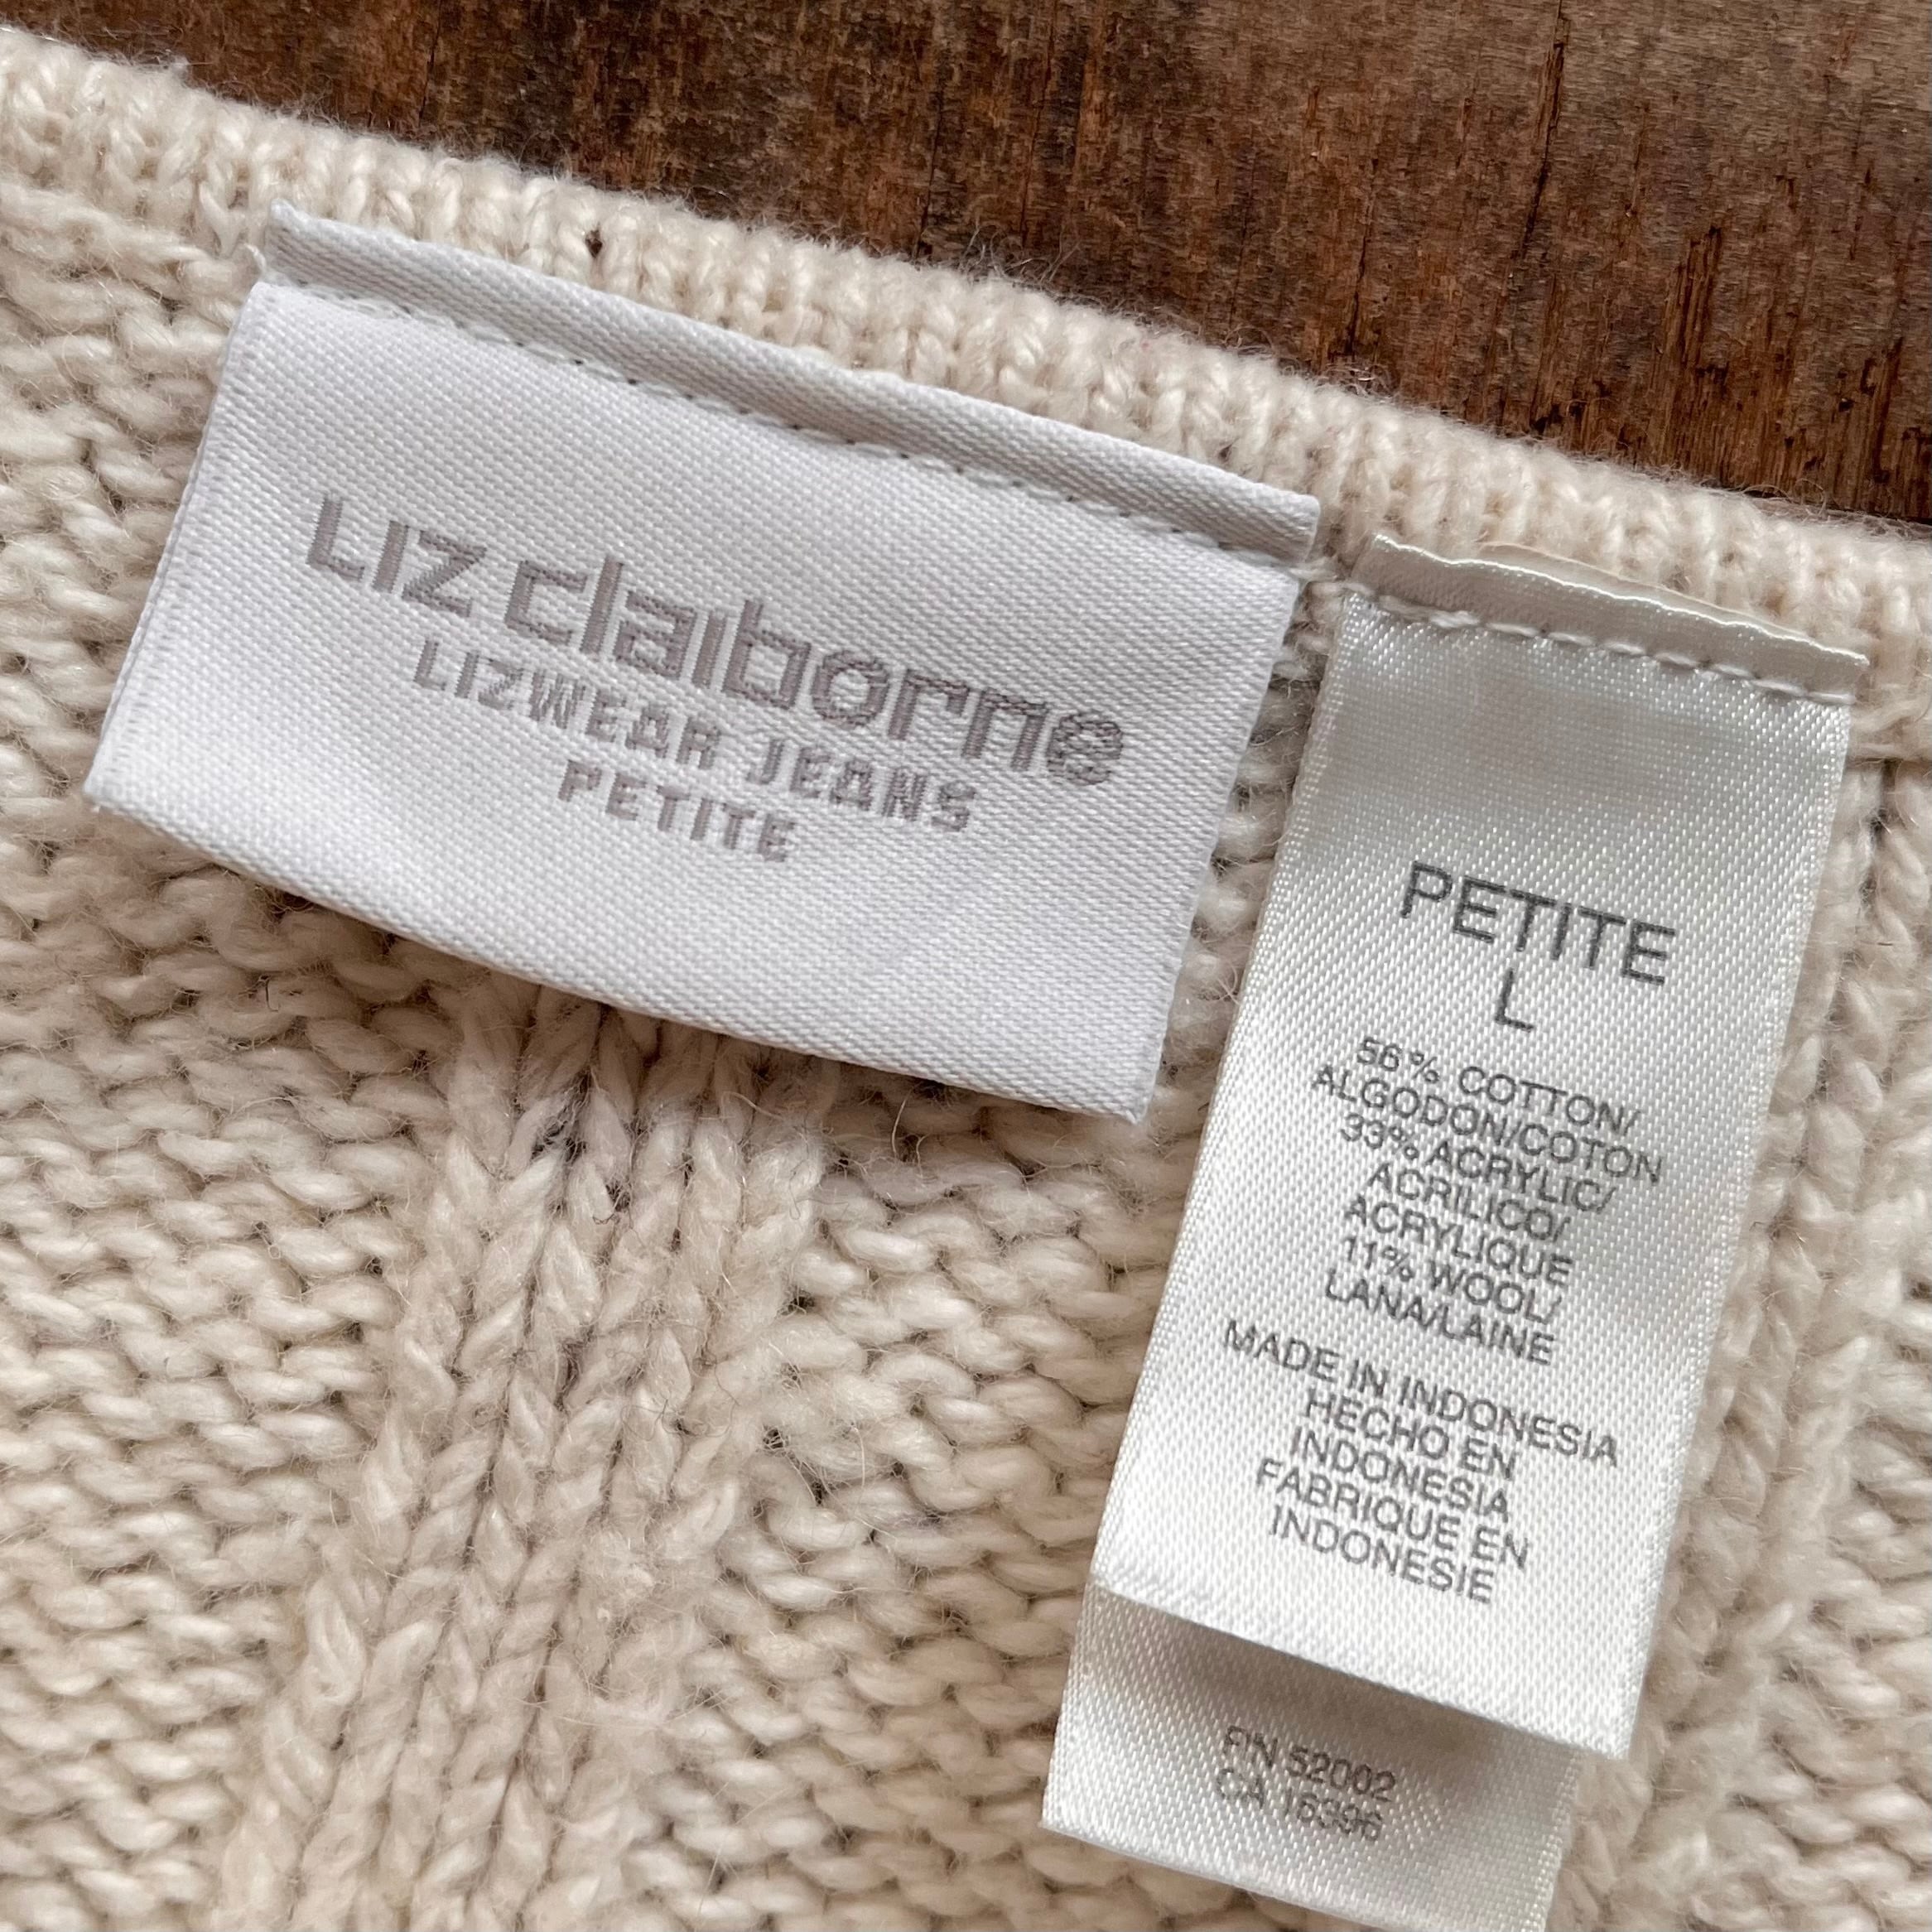 LIZ claiborne
LIZWEAR JEANS
PETITE
PETITE
L
56% COTTON/
ALGODON/COTON
33% ACRYLIC/
ACRILICO/
ACRYLIQUE
11% WOOL/
LANA/LAINE
MADE IN INDONESIA
HECHO EN
INDONESIA
FABRIQUE EN
INDONESIE
RN 52002
CA 16396